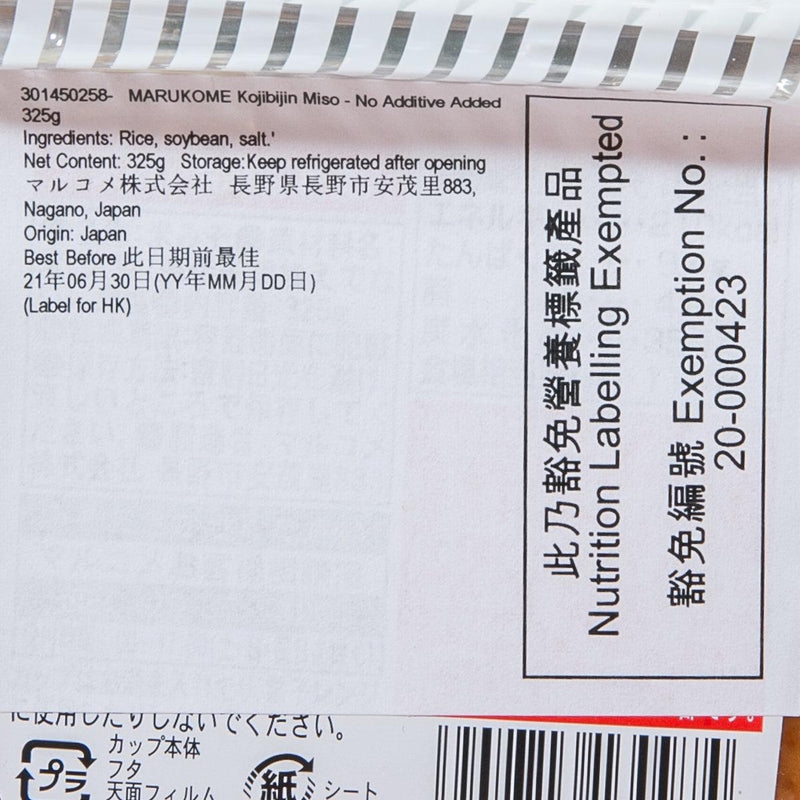 301450258- MARUKOME Kojibijin Miso - No Additive Added
325g
Ingredients: Rice, soybean, salt.'
Net Content: 325g Storage:Keep refrigerated after opening
マルコメ株式会社 長野県長野市安茂里883,
Nagano, Japan
Origin: Japan
Best Before 此日期前最佳
21年06月30日(YY年MM月DD日)
(Label for HK)
此乃豁免營養標籤產品
Nutrition Labelling Exempted
豁免編號 Exemption No.:
20-000423
に使用したりしないでください。
プラ
カップ本体
フタ
天面フィルム
紙
シート